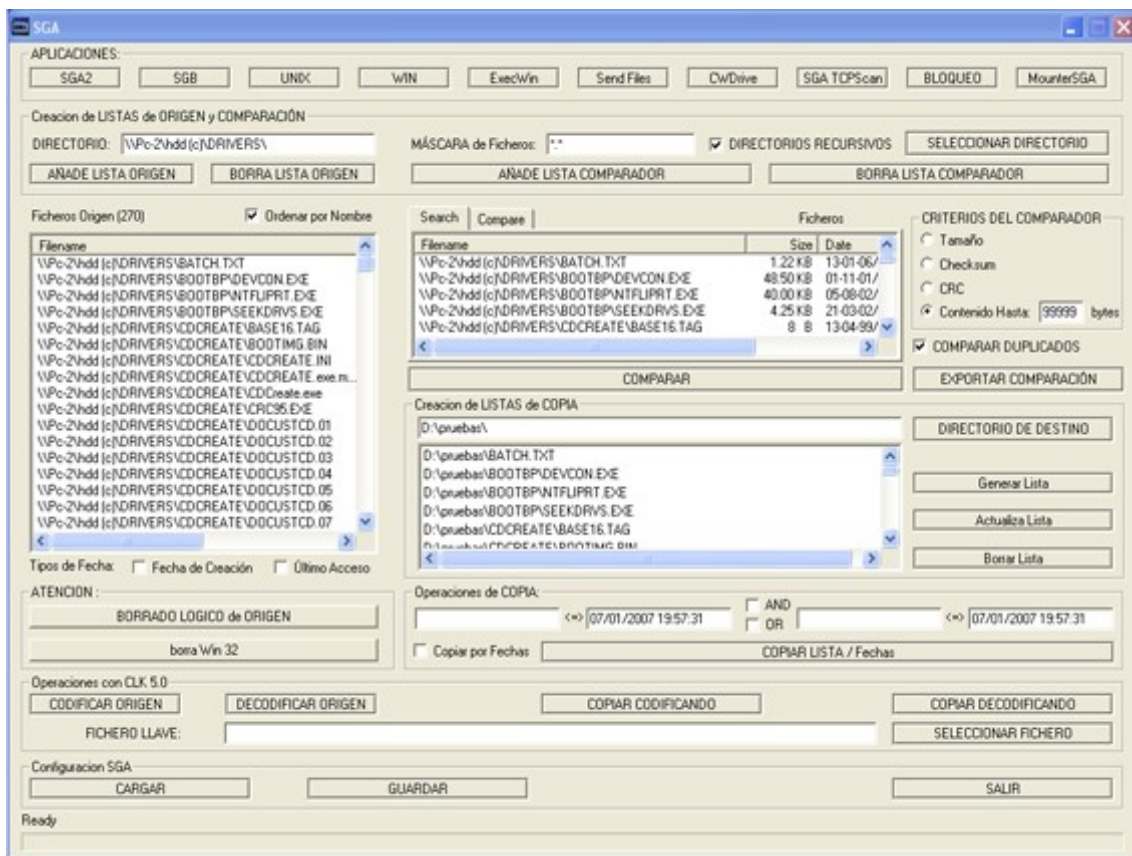 SGA
APLICACIONES:
SGA2 SGB UNIX WIN ExecWin Send Files CWDrive SGA TCPScan BLOQUEO MounterSGA
Creacion de LISTAS de ORIGEN y COMPARACIÓN
DIRECTORIO: \\Pc-2\hdd (c)\DRIVERS\ MÁSCARA de Ficheros: *.* DIRECTORIOS RECURSIVOS SELECCIONAR DIRECTORIO
AÑADE LISTA ORIGEN BORRA LISTA ORIGEN AÑADE LISTA COMPARADOR BORRA LISTA COMPARADOR
Ficheros Origen (270) Ordenar por Nombre
Filename
\\Pc-2\hdd (c)\DRIVERS\BATCH.TXT
\\Pc-2\hdd (c)\DRIVERS\BOOTBP\DEVCON.EXE
\\Pc-2\hdd (c)\DRIVERS\BOOTBP\NTFLIPRT.EXE
\\Pc-2\hdd (c)\DRIVERS\BOOTBP\SEEKDRVS.EXE
\\Pc-2\hdd (c)\DRIVERS\CDCREATE\BASE16.TAG
\\Pc-2\hdd (c)\DRIVERS\CDCREATE\BOOTIMG.BIN
\\Pc-2\hdd (c)\DRIVERS\CDCREATE\CDCREATE.INI
\\Pc-2\hdd (c)\DRIVERS\CDCREATE\CDCREATE.exe.m...
\\Pc-2\hdd (c)\DRIVERS\CDCREATE\CDCreate.exe
\\Pc-2\hdd (c)\DRIVERS\CDCREATE\CRC95.EXE
\\Pc-2\hdd (c)\DRIVERS\CDCREATE\DOCUSTCD.01
\\Pc-2\hdd (c)\DRIVERS\CDCREATE\DOCUSTCD.02
\\Pc-2\hdd (c)\DRIVERS\CDCREATE\DOCUSTCD.03
\\Pc-2\hdd (c)\DRIVERS\CDCREATE\DOCUSTCD.04
\\Pc-2\hdd (c)\DRIVERS\CDCREATE\DOCUSTCD.05
\\Pc-2\hdd (c)\DRIVERS\CDCREATE\DOCUSTCD.06
\\Pc-2\hdd (c)\DRIVERS\CDCREATE\DOCUSTCD.07
Tipos de Fecha: Fecha de Creación Último Acceso
Search Compare Ficheros
Filename Size Date
\\Pc-2\hdd (c)\DRIVERS\BATCH.TXT 1.22 KB 13-01-06/
\\Pc-2\hdd (c)\DRIVERS\BOOTBP\DEVCON.EXE 48.50 KB 01-11-01/
\\Pc-2\hdd (c)\DRIVERS\BOOTBP\NTFLIPRT.EXE 40.00 KB 05-08-02/
\\Pc-2\hdd (c)\DRIVERS\BOOTBP\SEEKDRVS.EXE 4.25 KB 21-03-02/
\\Pc-2\hdd (c)\DRIVERS\CDCREATE\BASE16.TAG 8 B 13-04-99/
COMPARAR
CRITERIOS DEL COMPARADOR
Tamaño
Checksum
CRC
Contenido Hasta: 99999 bytes
COMPARAR DUPLICADOS
EXPORTAR COMPARACIÓN
Creacion de LISTAS de COPIA
D:\pruebas\ DIRECTORIO DE DESTINO
D:\pruebas\BATCH.TXT
D:\pruebas\BOOTBP\DEVCON.EXE
D:\pruebas\BOOTBP\NTFLIPRT.EXE
D:\pruebas\BOOTBP\SEEKDRVS.EXE
D:\pruebas\CDCREATE\BASE16.TAG
D:\pruebas\CDCREATE\BOOTIMG.BIN
Generar Lista
Actualiza Lista
Borrar Lista
ATENCION :
BORRADO LOGICO de ORIGEN
borra Win 32
Operaciones de COPIA:
<=> 07/01/2007 19:57:31 AND <=> 07/01/2007 19:57:31
OR
Copiar por Fechas COPIAR LISTA / Fechas
Operaciones con CLK 5.0
CODIFICAR ORIGEN DECODIFICAR ORIGEN COPIAR CODIFICANDO COPIAR DECODIFICANDO
FICHERO LLAVE: SELECCIONAR FICHERO
Configuracion SGA
CARGAR GUARDAR SALIR
Ready